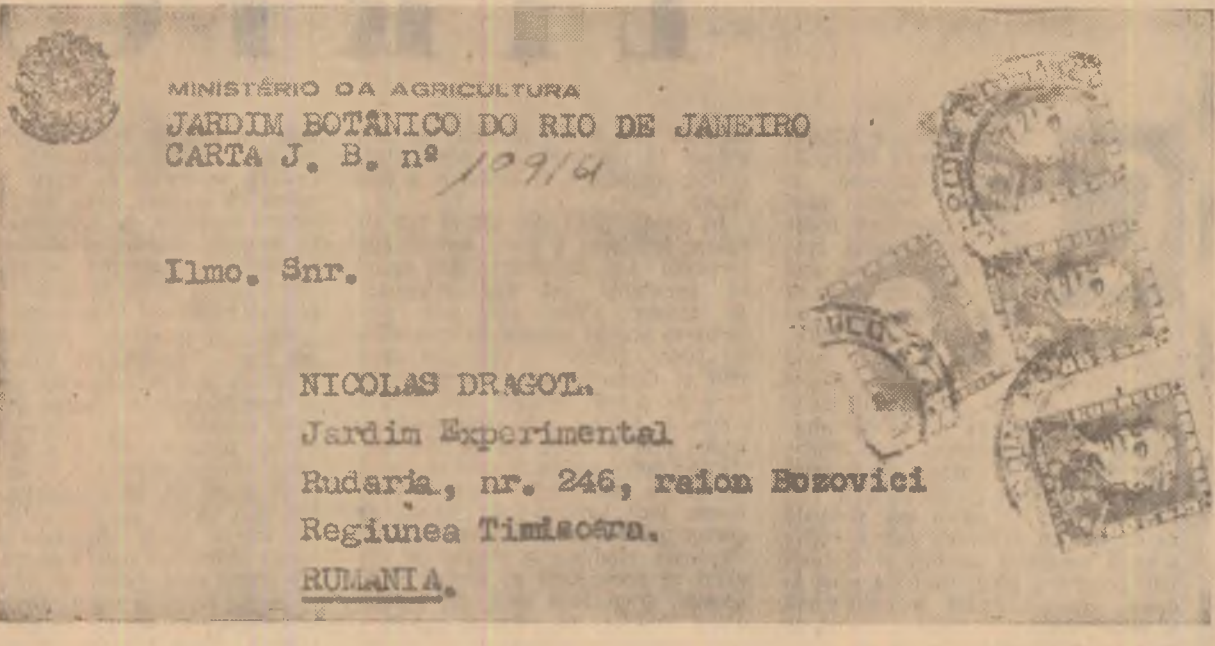 MINISTÉRIO DA AGRICULTURA
JARDIM BOTÂNICO DO RIO DE JANEIRO
CARTA J. B. nº 109/61
Ilmo. Snr.
NICOLAS DRAGOI.
Jardim Experimental
Rudaria, nr. 246, raion Bozovici
Regiunea Timisoara.
RUMANIA.